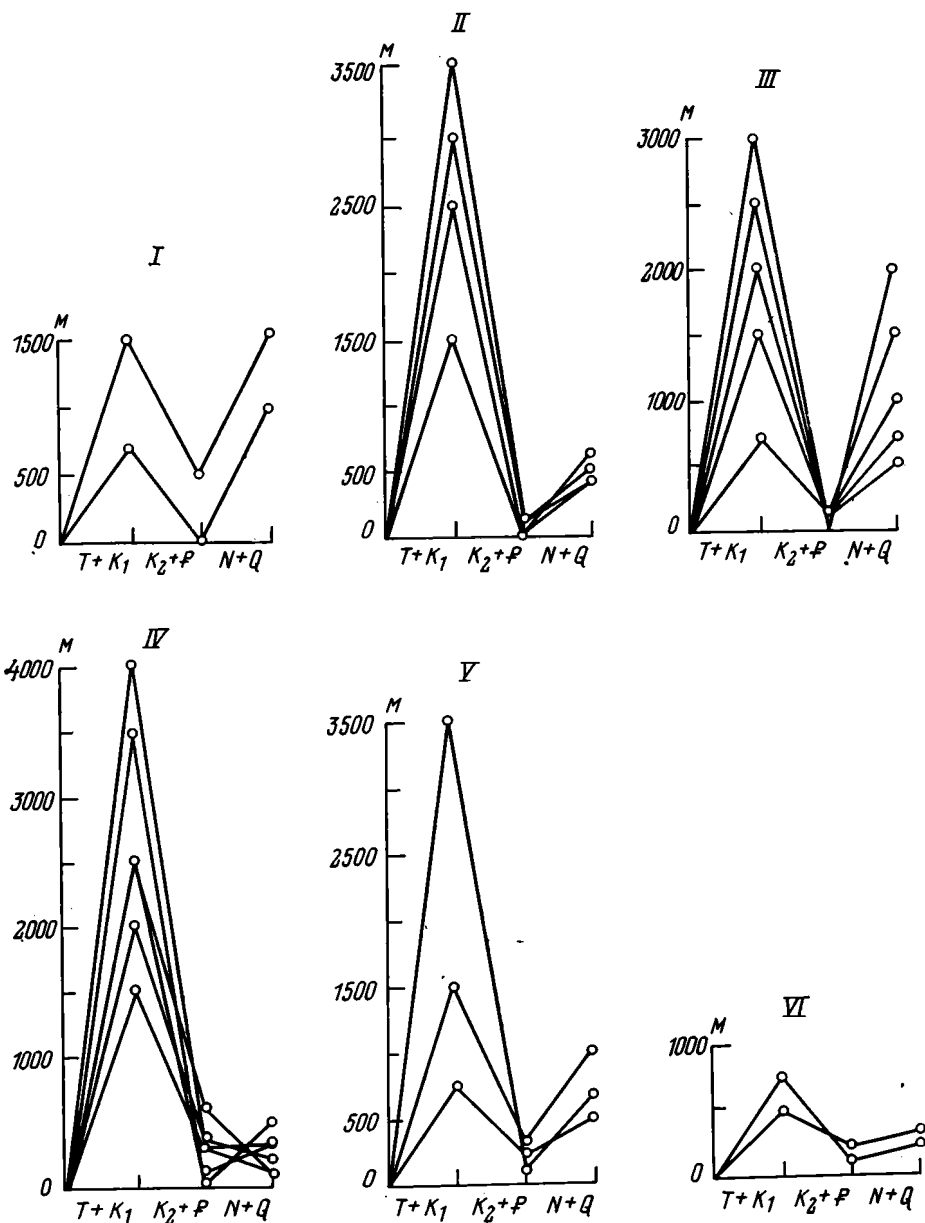 I
M
1500
500
0
T+K₁ K₂+₽ N+Q
II
M
3500
2500
1500
500
0
T+K₁ K₂+₽ N+Q
III
M
3000
2000
1000
0
T+K₁ K₂+₽ N+Q
IV
M
4000
3000
2000
1000
0
T+K₁ K₂+₽ N+Q
V
M
3500
2500
1500
500
0
T+K₁ K₂+₽ N+Q
VI
M
1000
0
T+K₁ K₂+₽ N+Q